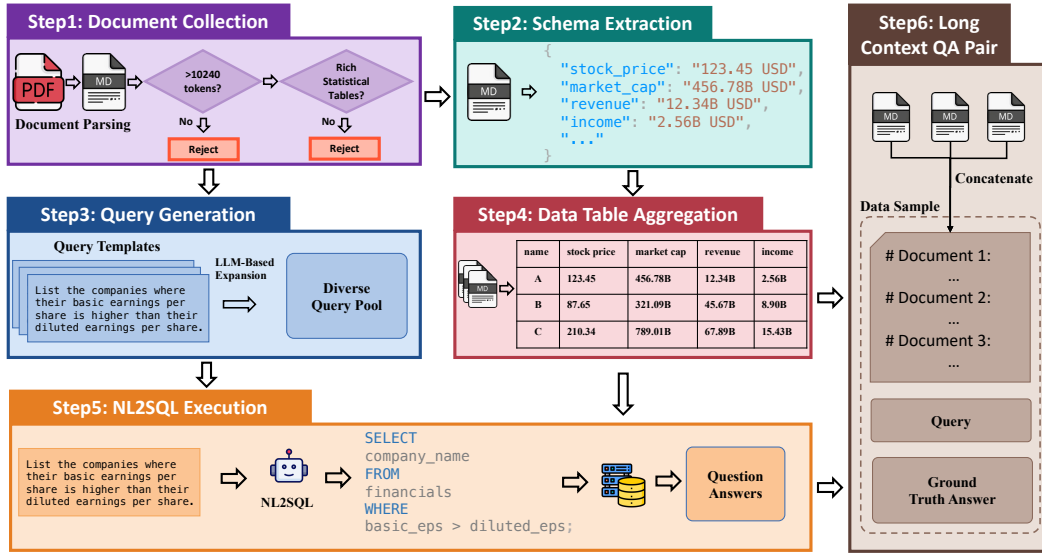 Step1: Document Collection
PDF
MD
Document Parsing
>10240
tokens?
Rich
Statistical
Tables?
No
No
Reject
Reject
Step2: Schema Extraction
MD
{
"stock_price": "123.45 USD",
"market_cap": "456.78B USD",
"revenue": "12.34B USD",
"income": "2.56B USD",
"..."
}
Step3: Query Generation
Query Templates
List the companies where
their basic earnings per
share is higher than their
diluted earnings per share.
LLM-Based
Expansion
Diverse
Query Pool
Step4: Data Table Aggregation
MD
name stock price market cap revenue income
A 123.45 456.78B 12.34B 2.56B
B 87.65 321.09B 45.67B 8.90B
C 210.34 789.01B 67.89B 15.43B
Step5: NL2SQL Execution
List the companies where
their basic earnings per
share is higher than their
diluted earnings per share.
NL2SQL
SELECT
company_name
FROM
financials
WHERE
basic_eps > diluted_eps;
Question
Answers
Step6: Long
Context QA Pair
MD MD MD
Concatenate
Data Sample
# Document 1:
...
# Document 2:
...
# Document 3:
...
Query
Ground
Truth Answer